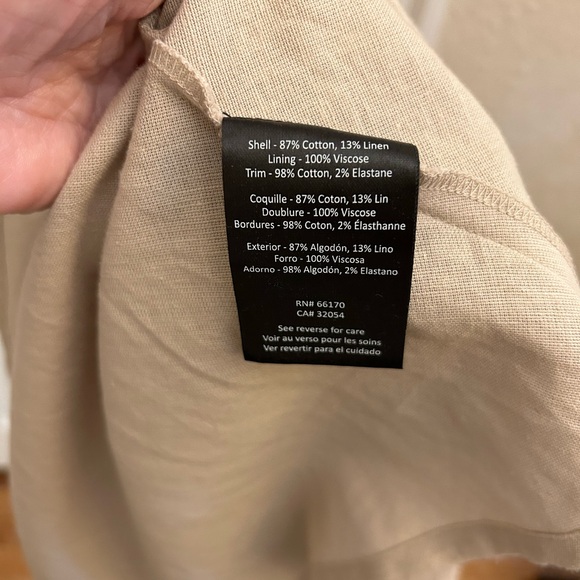 Shell - 87% Cotton, 13% Linen
Lining - 100% Viscose
Trim - 98% Cotton, 2% Elastane
Coquille - 87% Coton, 13% Lin
Doublure - 100% Viscose
Bordures - 98% Coton, 2% Élasthanne
Exterior - 87% Algodón, 13% Lino
Forro - 100% Viscosa
Adorno - 98% Algodón, 2% Elastano
RN# 66170
CA# 32054
See reverse for care
Voir au verso pour les soins
Ver revertir para el cuidado